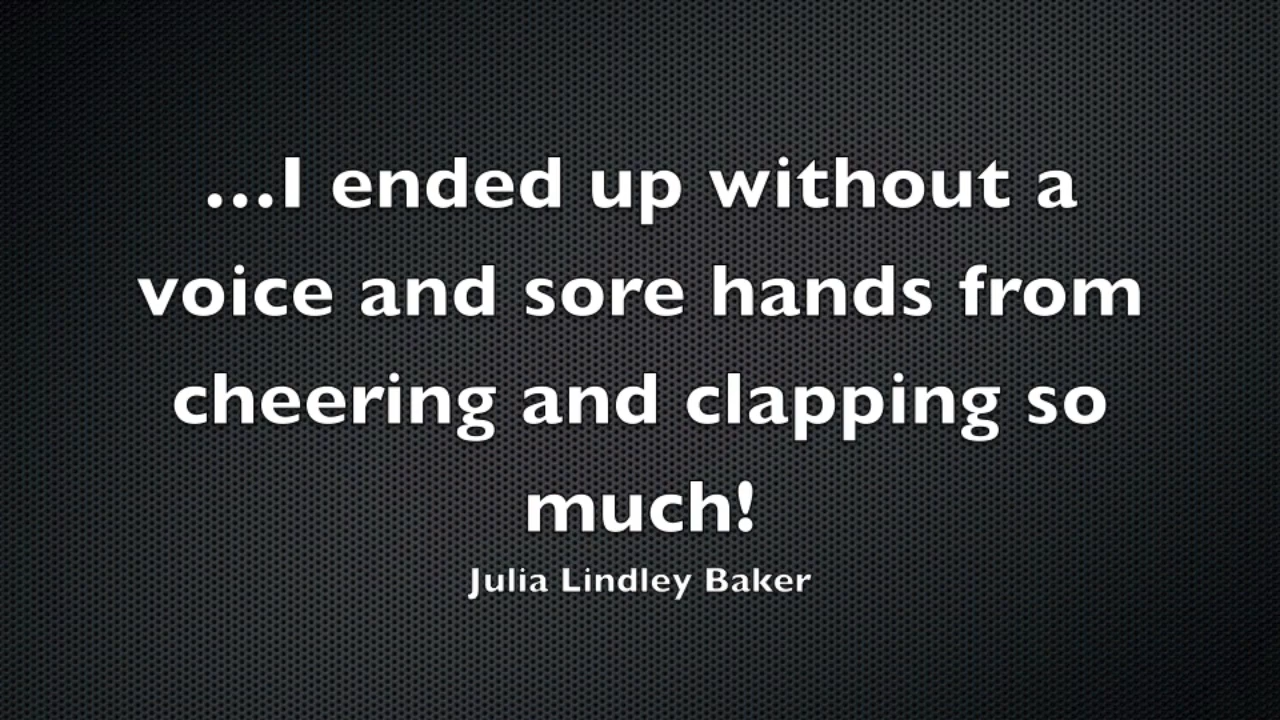 ...I ended up without a
voice and sore hands from
cheering and clapping so
much!
Julia Lindley Baker